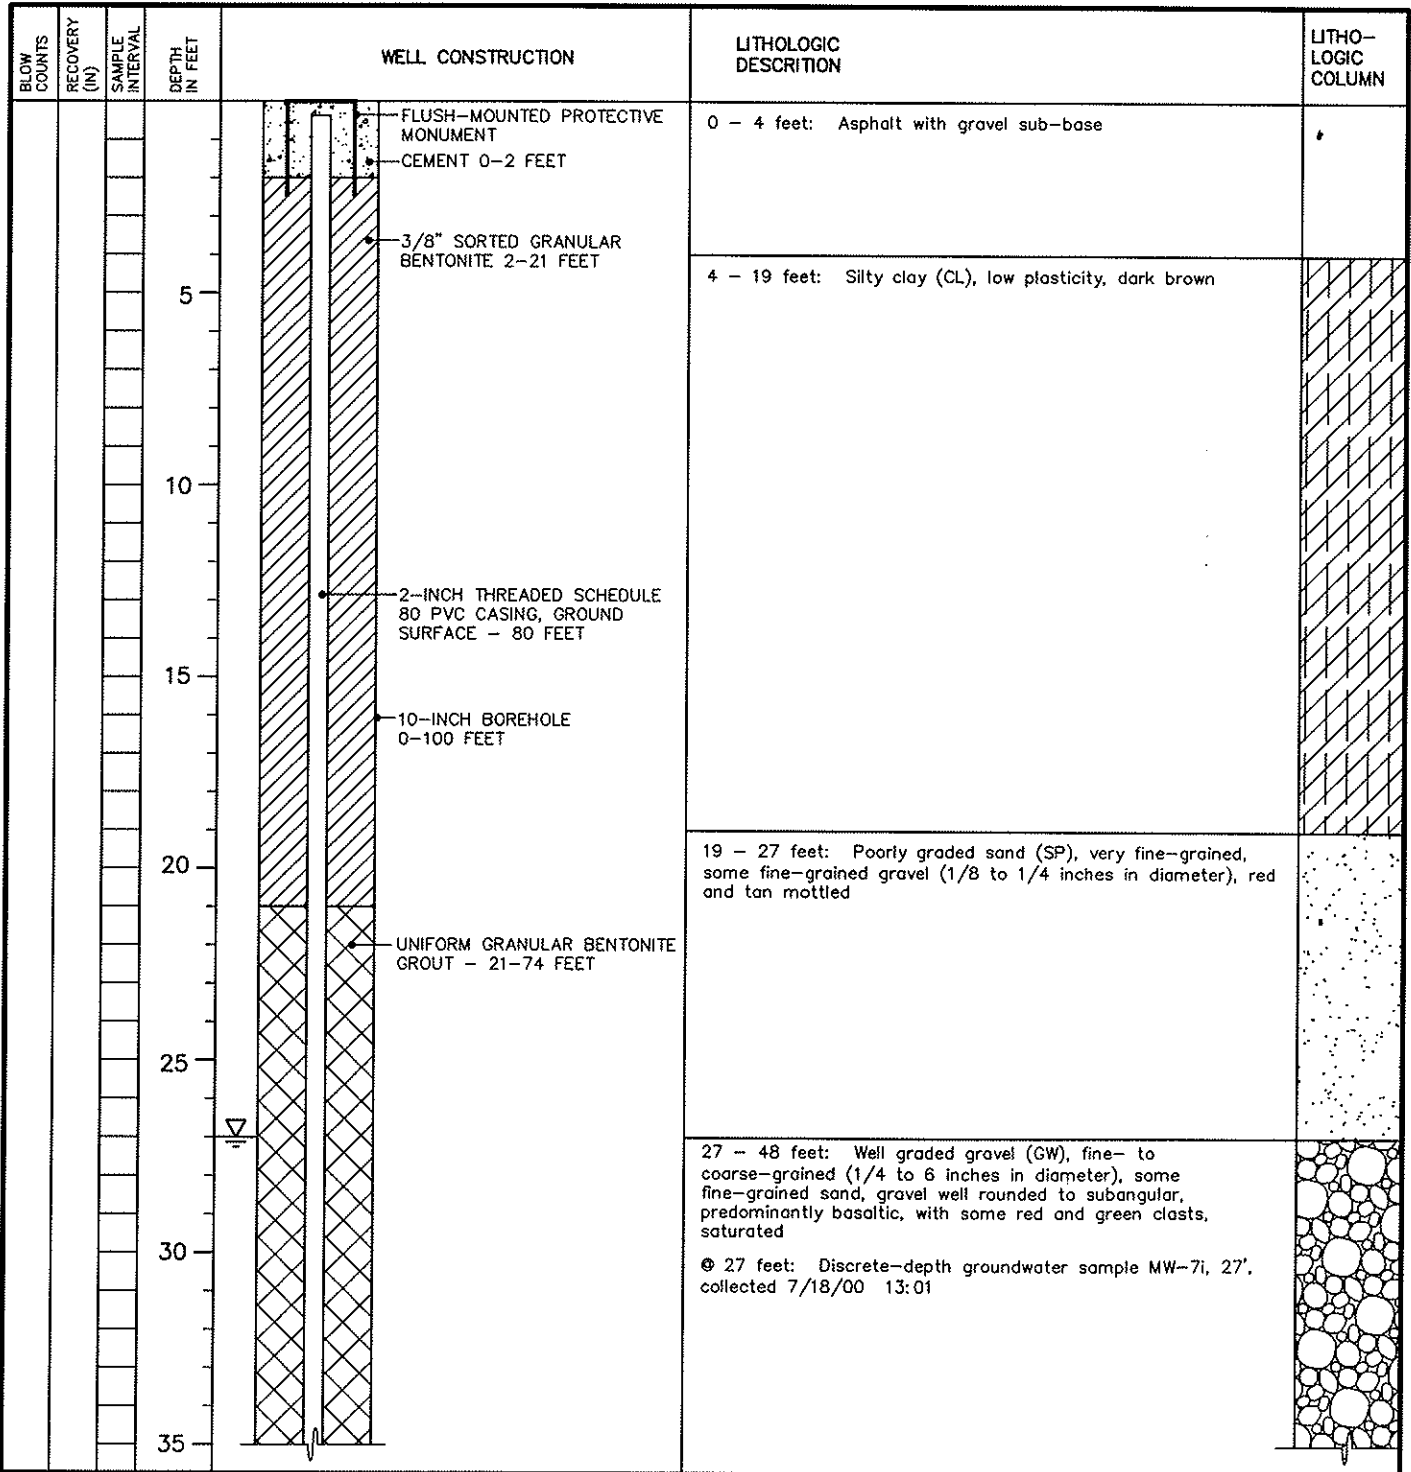 BLOW
COUNTS
RECOVERY
(IN)
SAMPLE
INTERVAL
DEPTH
IN FEET
WELL CONSTRUCTION
LITHOLOGIC
DESCRITION
LITHO-
LOGIC
COLUMN
FLUSH-MOUNTED PROTECTIVE
MONUMENT
CEMENT 0-2 FEET
3/8" SORTED GRANULAR
BENTONITE 2-21 FEET
2-INCH THREADED SCHEDULE
80 PVC CASING, GROUND
SURFACE - 80 FEET
10-INCH BOREHOLE
0-100 FEET
UNIFORM GRANULAR BENTONITE
GROUT - 21-74 FEET
5
10
15
20
25
30
35
0 - 4 feet: Asphalt with gravel sub-base
4 - 19 feet: Silty clay (CL), low plasticity, dark brown
19 - 27 feet: Poorly graded sand (SP), very fine-grained,
some fine-grained gravel (1/8 to 1/4 inches in diameter), red
and tan mottled
27 - 48 feet: Well graded gravel (GW), fine- to
coarse-grained (1/4 to 6 inches in diameter), some
fine-grained sand, gravel well rounded to subangular,
predominantly basaltic, with some red and green clasts,
saturated
@ 27 feet: Discrete-depth groundwater sample MW-7i, 27',
collected 7/18/00 13:01